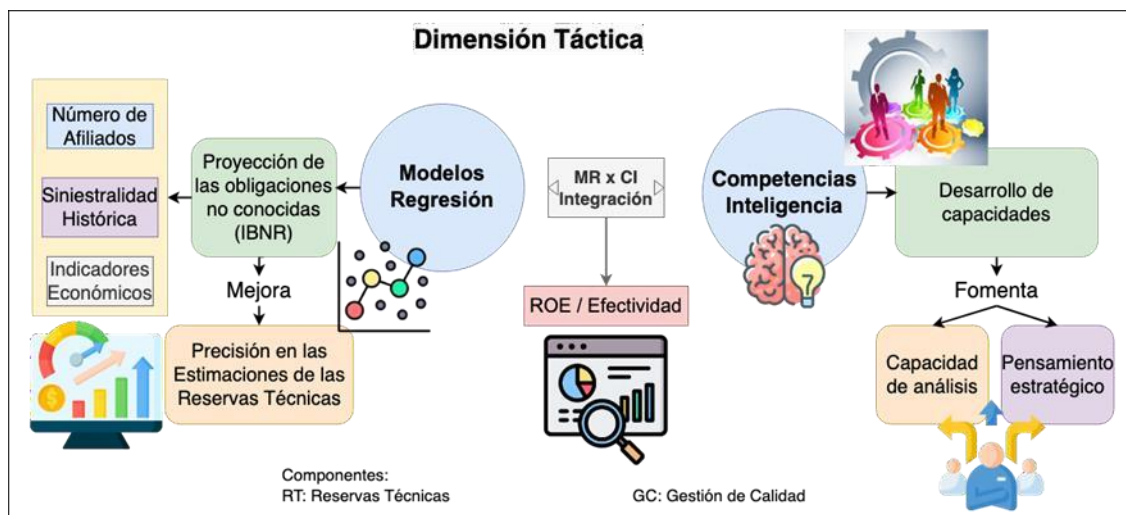 Dimensión Táctica
Número de
Afiliados
Siniestralidad
Histórica
Indicadores
Económicos
Proyección de
las obligaciones
no conocidas
(IBNR)
Mejora
Precisión en las
Estimaciones de las
Reservas Técnicas
Modelos
Regresión
MR x CI
Integración
ROE / Efectividad
Competencias
Inteligencia
Desarrollo de
capacidades
Fomenta
Capacidad
de análisis
Pensamiento
estratégico
Componentes:
RT: Reservas Técnicas
GC: Gestión de Calidad